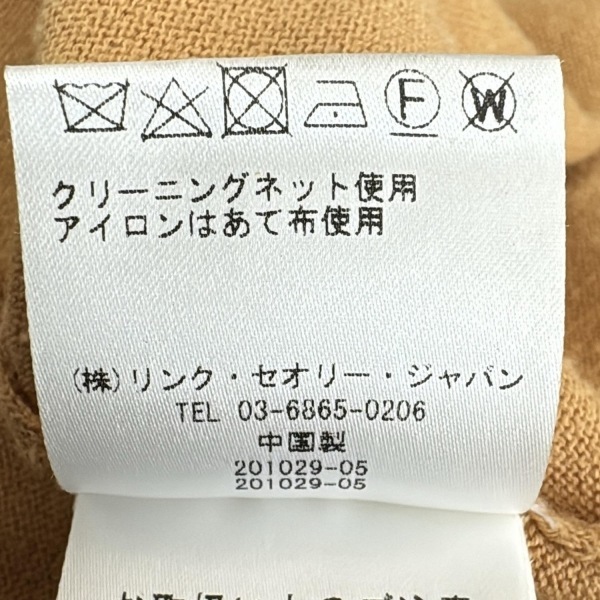 F W
クリーニングネット使用
アイロンはあて布使用
(株)リンク・セオリー・ジャパン
TEL 03-6865-0206
中国製
201029-05
201029-05